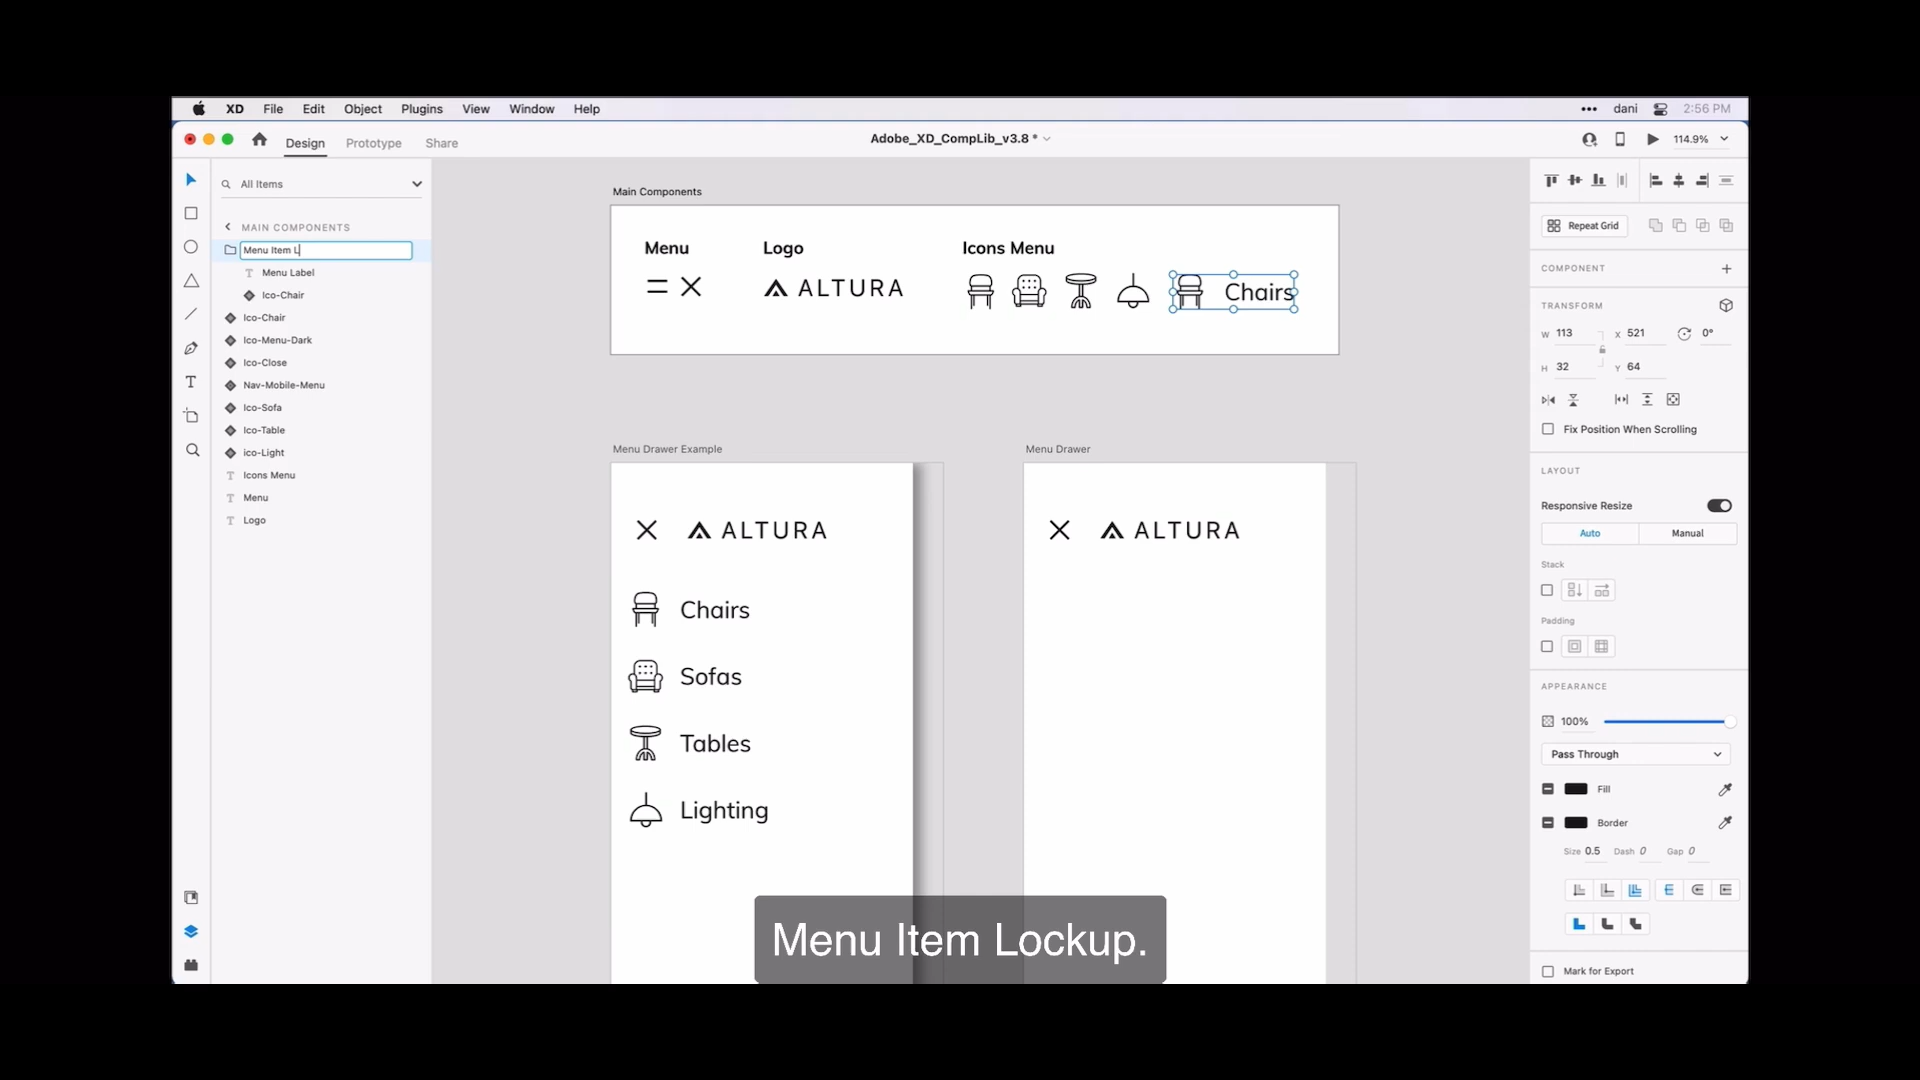 XD File Edit Object Plugins View Window Help
dani 2:56 PM
Design Prototype Share
Adobe_XD_CompLib_v3.8 *
114.9%
All Items
MAIN COMPONENTS
Menu Item L
Menu Label
Ico-Chair
Ico-Chair
Ico-Menu-Dark
Ico-Close
Nav-Mobile-Menu
Ico-Sofa
Ico-Table
ico-Light
Icons Menu
Menu
Logo
Main Components
Menu Logo Icons Menu
ALTURA
Chairs
Menu Drawer Example
ALTURA
Chairs
Sofas
Tables
Lighting
Menu Drawer
ALTURA
Repeat Grid
COMPONENT
TRANSFORM
W 113 X 521 0°
H 32 Y 64
Fix Position When Scrolling
LAYOUT
Responsive Resize
Auto Manual
Stack
Padding
APPEARANCE
100%
Pass Through
Fill
Border
Size 0.5 Dash 0 Gap 0
Mark for Export
Menu Item Lockup.